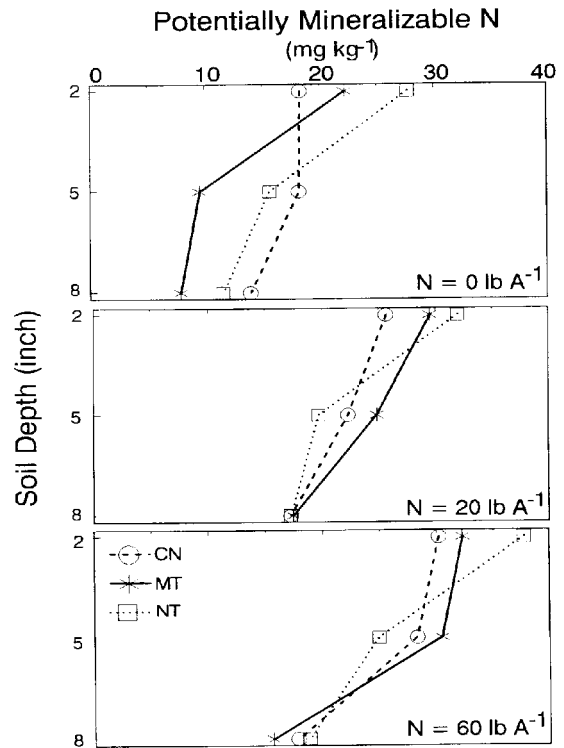 Potentially Mineralizable N
(mg kg-1)
0 10 20 30 40
2
5
8
N = 0 lb A-1
2
5
8
N = 20 lb A-1
2
5
8
CN
MT
NT
N = 60 lb A-1
Soil Depth (inch)